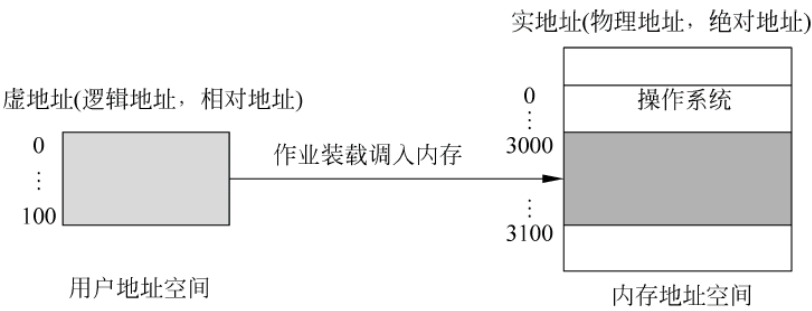 实地址(物理地址，绝对地址)
虚地址(逻辑地址，相对地址)
0
⋮
100
作业装载调入内存
0
⋮
3000
⋮
3100
操作系统
用户地址空间
内存地址空间